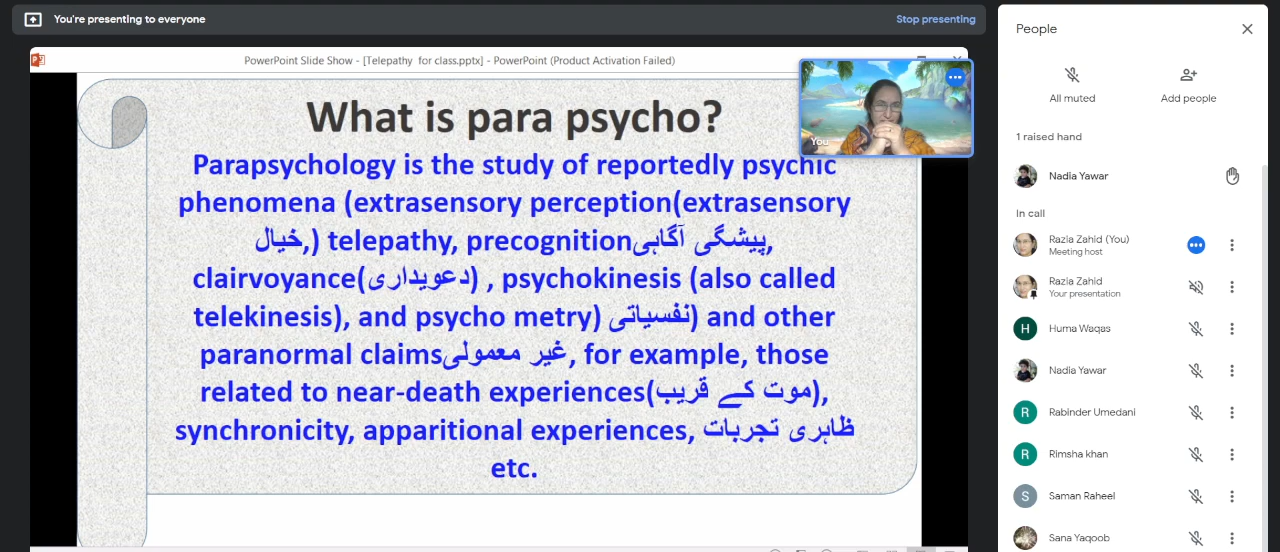 You're presenting to everyone
Stop presenting
PowerPoint Slide Show - [Telepathy for class.pptx] - PowerPoint (Product Activation Failed)
What is para psycho?
You
Parapsychology is the study of reportedly psychic
phenomena (extrasensory perception(extrasensory
خیال,) telepathy, precognitionپیشگی آگاہی,
clairvoyance(دعویداری) , psychokinesis (also called
telekinesis), and psycho metry) نفسیاتی) and other
paranormal claimsغیر معمولی, for example, those
related to near-death experiences(موت کے قریب),
synchronicity, apparitional experiences, ظاہری تجربات
etc.
People
All muted
Add people
1 raised hand
Nadia Yawar
In call
Razia Zahid (You)
Meeting host
Razia Zahid
Your presentation
H
Huma Waqas
Nadia Yawar
R
Rabinder Umedani
R
Rimsha khan
S
Saman Raheel
Sana Yaqoob